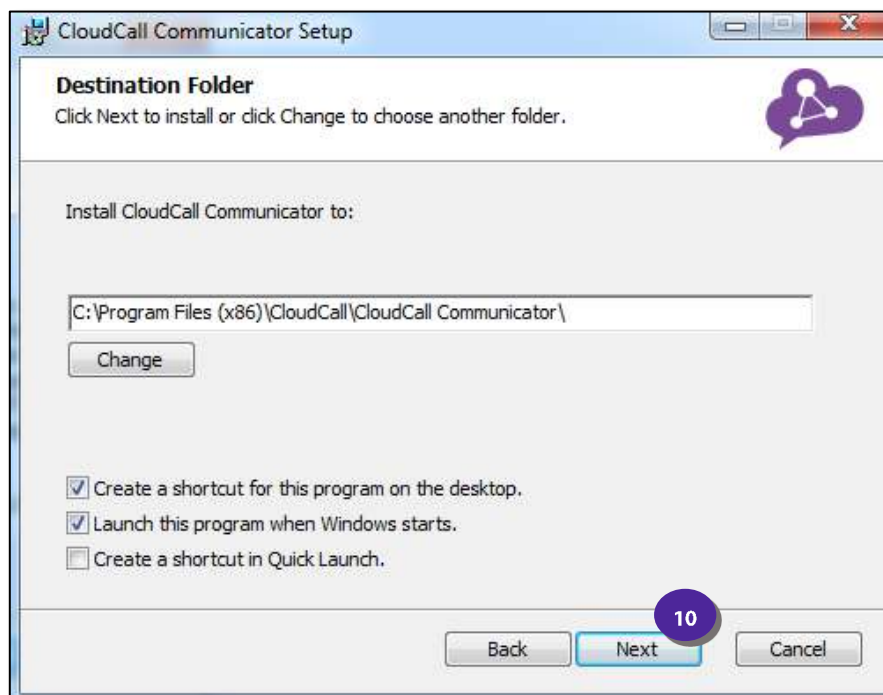 CloudCall Communicator Setup
Destination Folder
Click Next to install or click Change to choose another folder.
Install CloudCall Communicator to:
C:\Program Files (x86)\CloudCall\CloudCall Communicator\
Change
Create a shortcut for this program on the desktop.
Launch this program when Windows starts.
Create a shortcut in Quick Launch.
10
Back Next Cancel